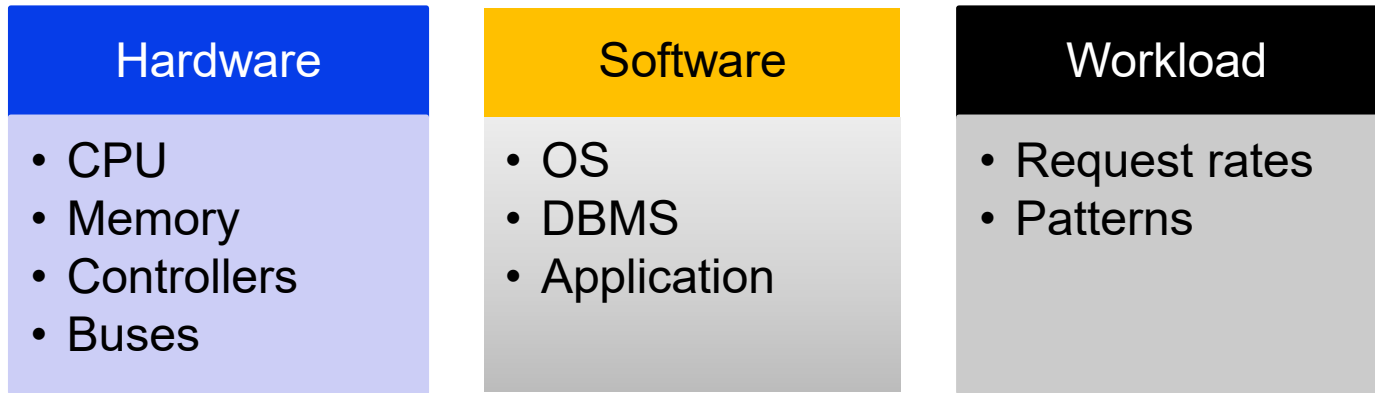 Hardware
• CPU
• Memory
• Controllers
• Buses
Software
• OS
• DBMS
• Application
Workload
• Request rates
• Patterns